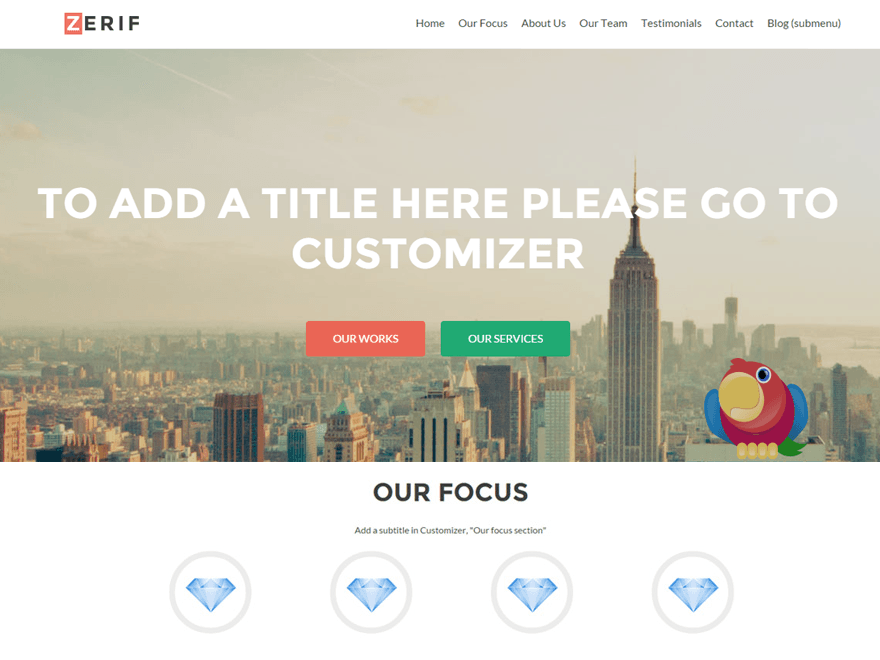 ZERIF
Home Our Focus About Us Our Team Testimonials Contact Blog (submenu)
TO ADD A TITLE HERE PLEASE GO TO
CUSTOMIZER
OUR WORKS OUR SERVICES
OUR FOCUS
Add a subtitle in Customizer, "Our focus section"